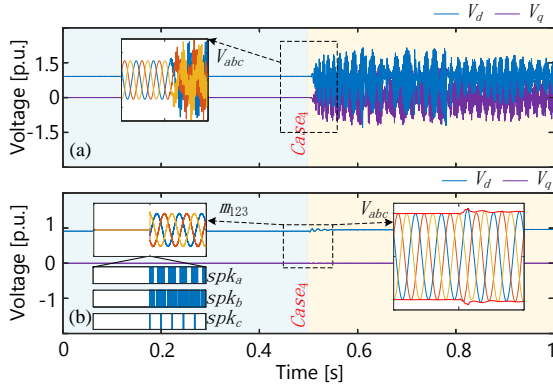 V_d V_q
Voltage [p.u.]
1.5
0
-1.5
V_abc
Case_4
(a)
V_d V_q
Voltage [p.u.]
1
0
-1
m_123
V_abc
spk_a
spk_b
spk_c
Case_4
(b)
0 0.2 0.4 0.6 0.8 1
Time [s]